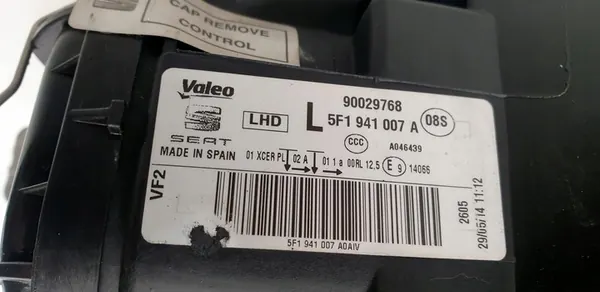 CAP REMOVE
CONTROL
Valeo
SEAT
MADE IN SPAIN
LHD
L
90029768
5F1 941 007 A
08S
CCC
A046439
01 XCER PL 02 A 01 1 a 00RL 12.5 E 9 14066
5F1 941 007 A0AIV
VF2
2605
29/05/14 11:12